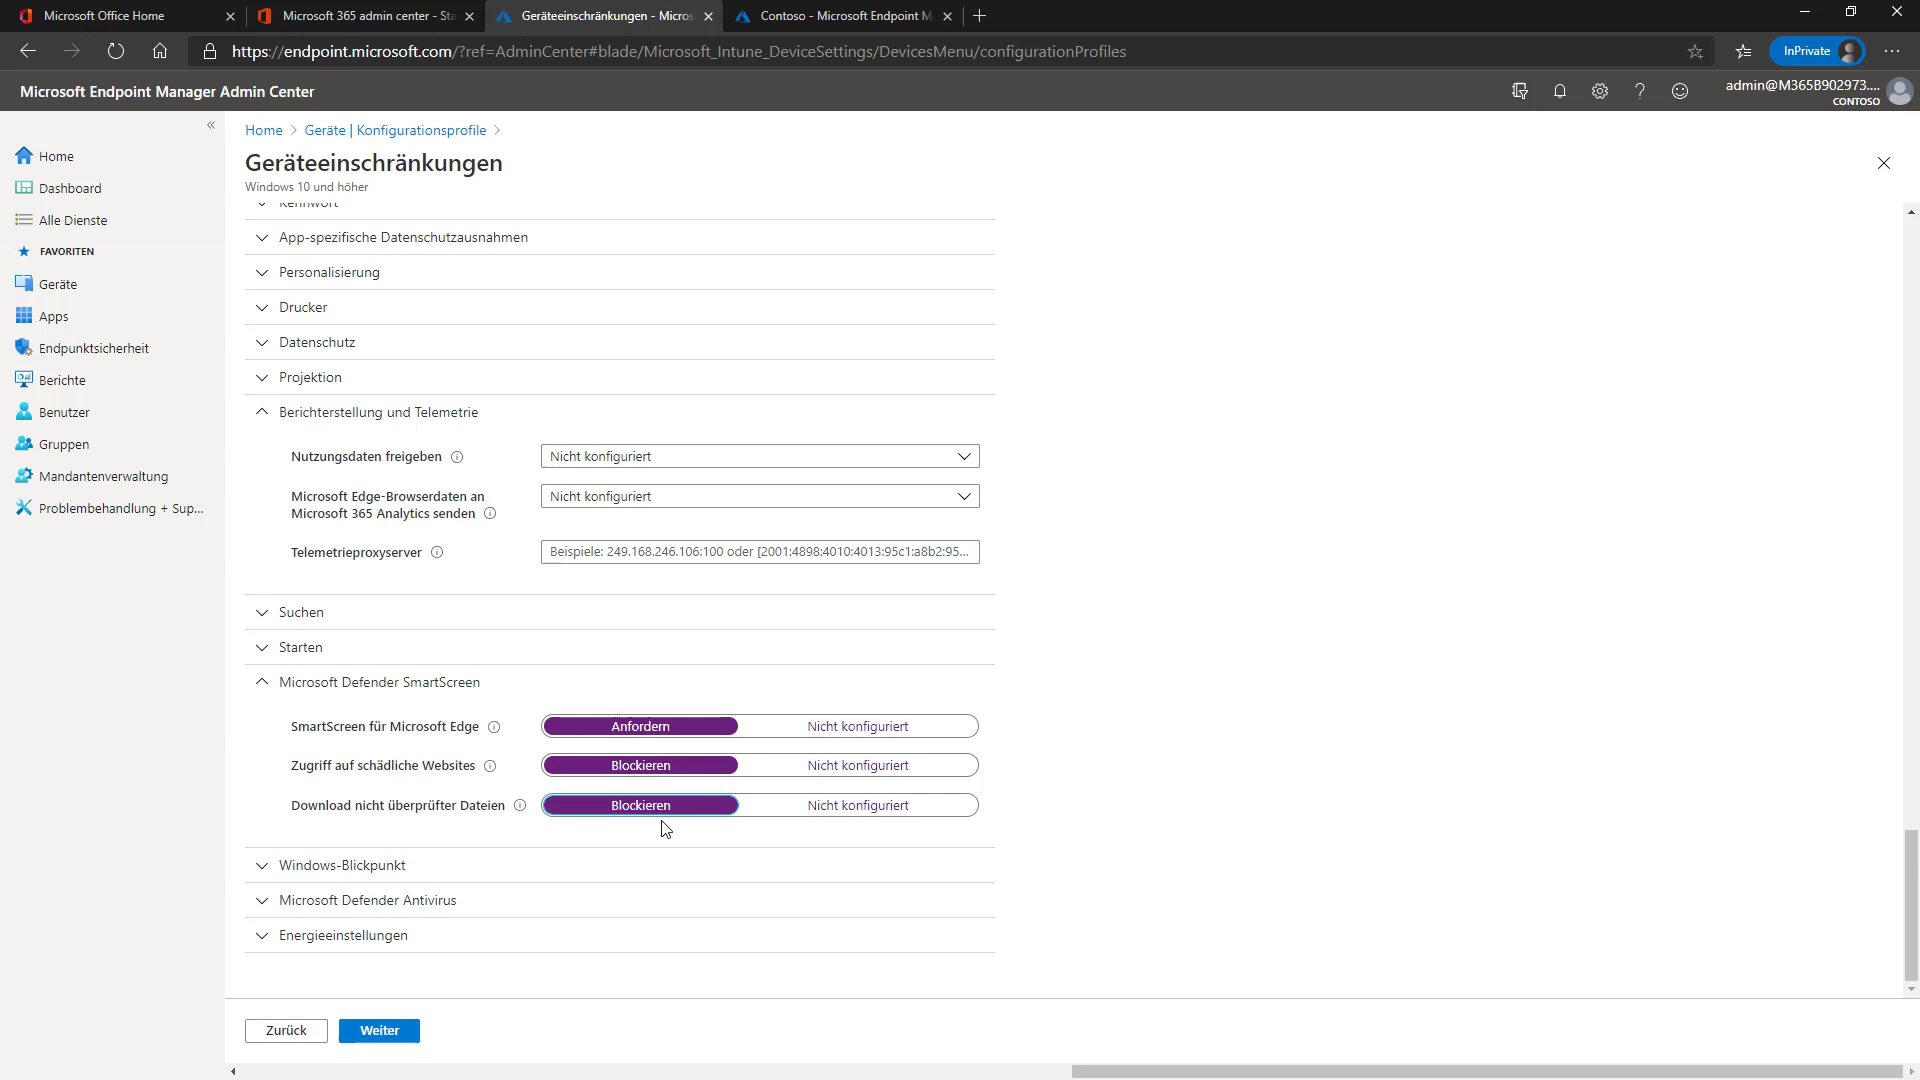 Microsoft Office Home
Microsoft 365 admin center - Sta
Geräteeinschränkungen - Micros
Contoso - Microsoft Endpoint M
https://endpoint.microsoft.com/?ref=AdminCenter#blade/Microsoft_Intune_DeviceSettings/DevicesMenu/configurationProfiles
InPrivate
Microsoft Endpoint Manager Admin Center
admin@M365B902973....
CONTOSO
Home
Dashboard
Alle Dienste
FAVORITEN
Geräte
Apps
Endpunktsicherheit
Berichte
Benutzer
Gruppen
Mandantenverwaltung
Problembehandlung + Sup...
Home > Geräte | Konfigurationsprofile >
Geräteeinschränkungen
Windows 10 und höher
Kennwort
App-spezifische Datenschutzausnahmen
Personalisierung
Drucker
Datenschutz
Projektion
Berichterstellung und Telemetrie
Nutzungsdaten freigeben Nicht konfiguriert
Microsoft Edge-Browserdaten an
Microsoft 365 Analytics senden Nicht konfiguriert
Telemetrieproxyserver Beispiele: 249.168.246.106:100 oder [2001:4898:4010:4013:95c1:a8b2:95...
Suchen
Starten
Microsoft Defender SmartScreen
SmartScreen für Microsoft Edge Anfordern Nicht konfiguriert
Zugriff auf schädliche Websites Blockieren Nicht konfiguriert
Download nicht überprüfter Dateien Blockieren Nicht konfiguriert
Windows-Blickpunkt
Microsoft Defender Antivirus
Energieeinstellungen
Zurück Weiter